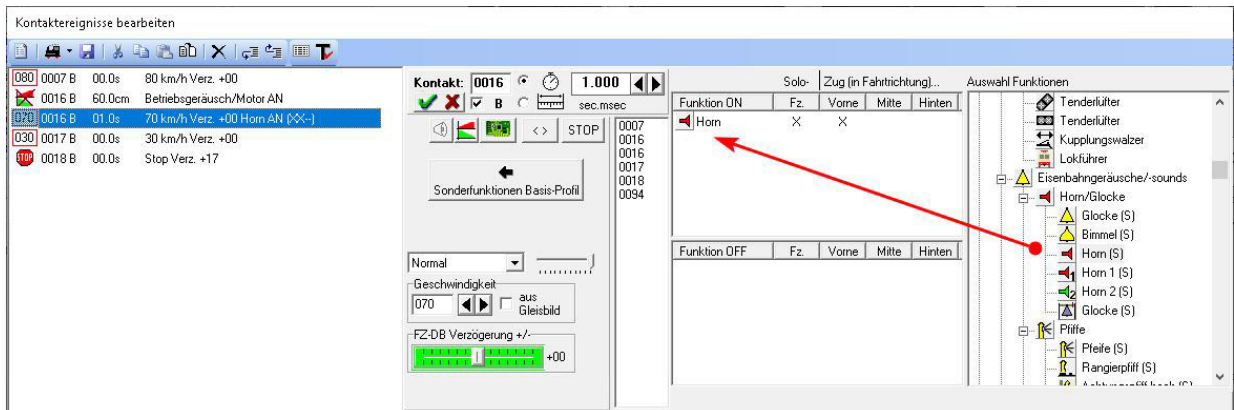 Kontaktereignisse bearbeiten
080 0007 B 00.0s 80 km/h Verz. +00
0016 B 60.0cm Betriebsgeräusch/Motor AN
070 0016 B 01.0s 70 km/h Verz. +00 Horn AN (XX--)
030 0017 B 00.0s 30 km/h Verz. +00
STOP 0018 B 00.0s Stop Verz. +17
Kontakt: 0016 1.000
B sec.msec
<> STOP
Sonderfunktionen Basis-Profil
Normal
Geschwindigkeit
070 aus Gleisbild
FZ-DB Verzögerung +/-
+00
0007
0016
0016
0017
0018
0094
Solo- Zug (in Fahrtrichtung)...
Funktion ON Fz. Vorne Mitte Hinten
Horn X X
Funktion OFF Fz. Vorne Mitte Hinten
Auswahl Funktionen
Tenderlüfter
Tenderlüfter
Kupplungswalzer
Lokführer
Eisenbahngeräusche/-sounds
Horn/Glocke
Glocke (S)
Bimmel (S)
Horn (S)
1 Horn 1 (S)
2 Horn 2 (S)
Glocke (S)
Pfiffe
Pfeife (S)
Rangierpfiff (S)